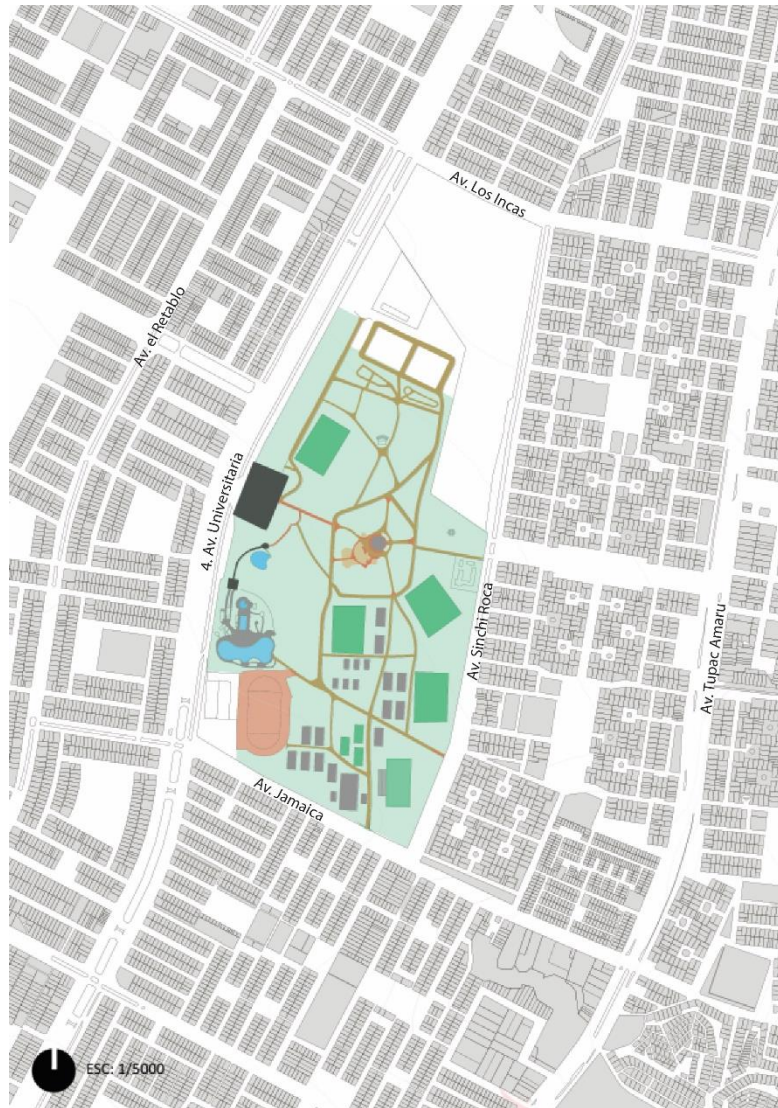 Av. Los Incas
Av. el Retablo
4. Av. Universitaria
Av. Sinchi Roca
Av. Tupac Amaru
Av. Jamaica
ESC: 1/5000